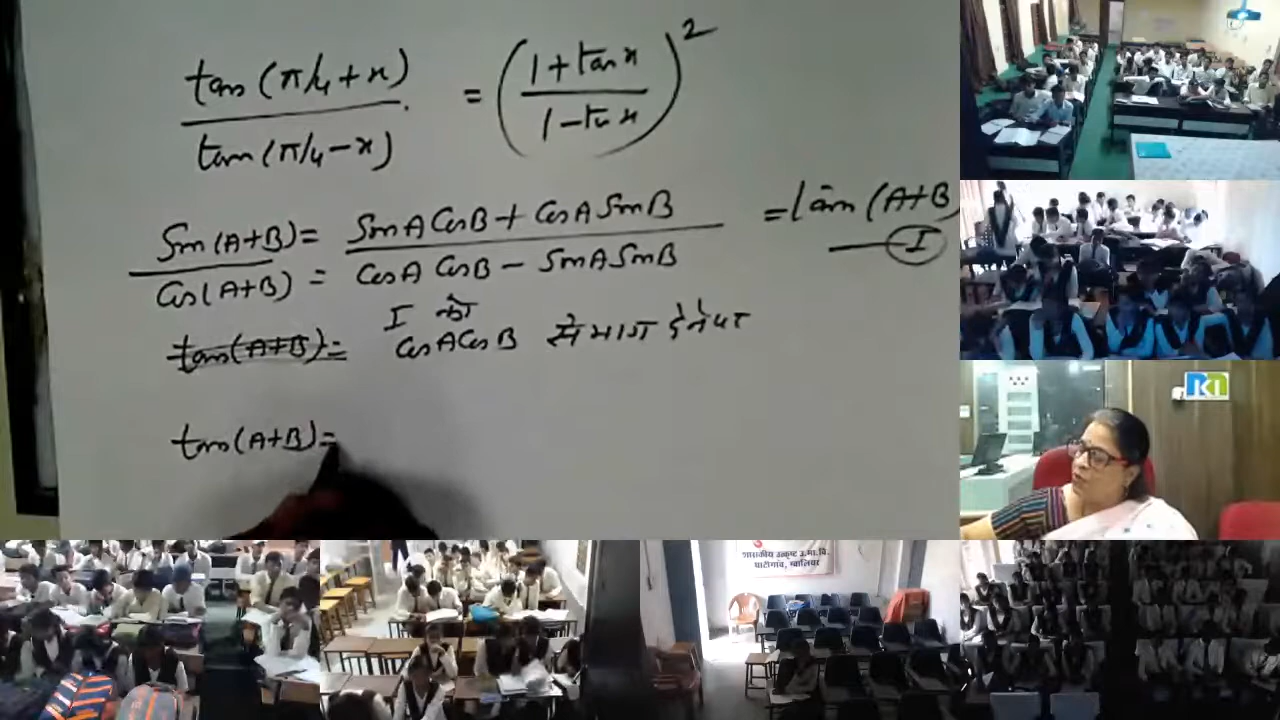 tan(π/4+x) / tan(π/4-x) = (1+tan x / 1-tan x)²
Sin(A+B) = SinA CosB + CosA SinB = tan(A+B)
Cos(A+B) = CosA CosB - SinA SinB — I
I को
tan(A+B) = CosA CosB से भाग देने पर
tan(A+B)=
शासकीय उत्कृष्ट उ.मा.वि.
घाटीगांव, ग्वालियर